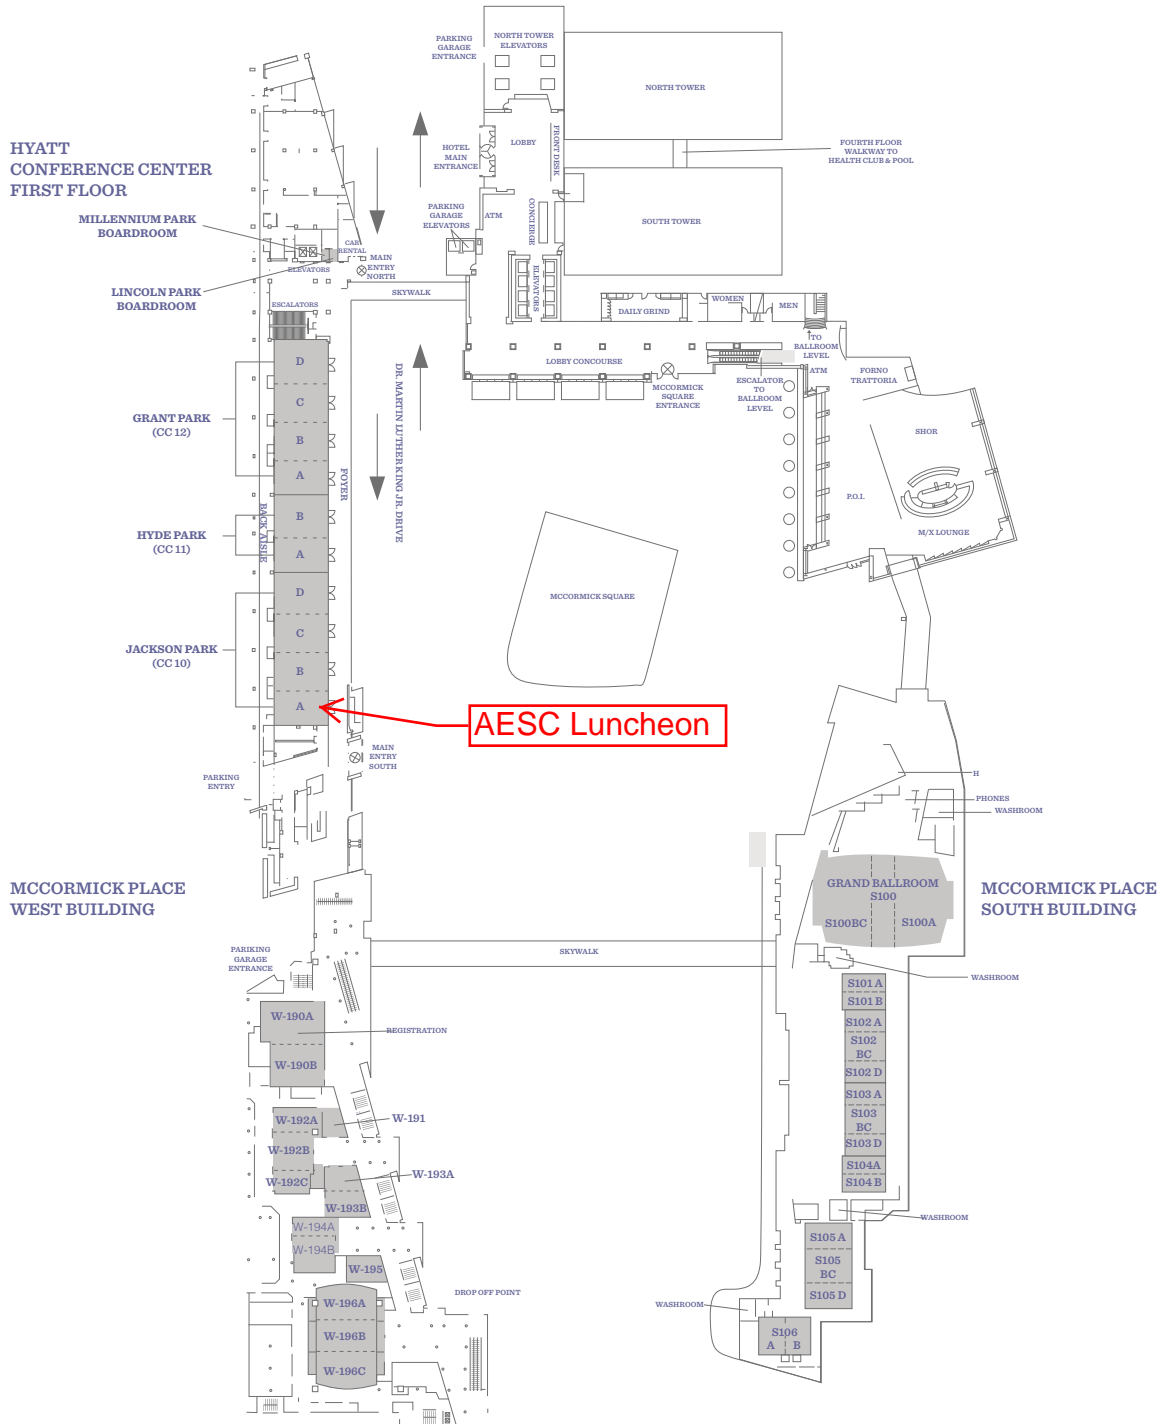 PARKING
GARAGE
ENTRANCE
NORTH TOWER
ELEVATORS
NORTH TOWER
HYATT
CONFERENCE CENTER
FIRST FLOOR
HOTEL
MAIN
ENTRANCE
LOBBY
FRONT DESK
FOURTH FLOOR
WALKWAY TO
HEALTH CLUB & POOL
MILLENNIUM PARK
BOARDROOM
PARKING
GARAGE
ELEVATORS
ATM
CONCIERGE
SOUTH TOWER
CAR
RENTAL
ELEVATORS
MAIN
ENTRY
NORTH
LINCOLN PARK
BOARDROOM
SKYWALK
ELEVATORS
ESCALATORS
DAILY GRIND
WOMEN
MEN
TO
BALLROOM
LEVEL
LOBBY CONCOURSE
MCCORMICK
SQUARE
ENTRANCE
ESCALATOR
TO
BALLROOM
LEVEL
ATM
FORNO
TRATTORIA
D
C
B
A
GRANT PARK
(CC 12)
FOYER
DR. MARTIN LUTHER KING JR. DRIVE
SHOR
P.O.I.
M/X LOUNGE
BACK AISLE
B
A
HYDE PARK
(CC 11)
D
C
B
A
JACKSON PARK
(CC 10)
MCCORMICK SQUARE
AESC Luncheon
MAIN
ENTRY
SOUTH
PARKING
ENTRY
H
PHONES
WASHROOM
MCCORMICK PLACE
WEST BUILDING
GRAND BALLROOM
S100
S100BC
S100A
MCCORMICK PLACE
SOUTH BUILDING
PARIKING
GARAGE
ENTRANCE
SKYWALK
WASHROOM
S101 A
S101 B
W-190A
REGISTRATION
W-190B
S102 A
S102
BC
S102 D
S103 A
S103
BC
S103 D
W-192A
W-191
W-192B
W-192C
W-193A
W-193B
S104A
S104 B
WASHROOM
W-194A
W-194B
W-195
S105 A
S105
BC
S105 D
DROP OFF POINT
WASHROOM
W-196A
W-196B
W-196C
S106
A B